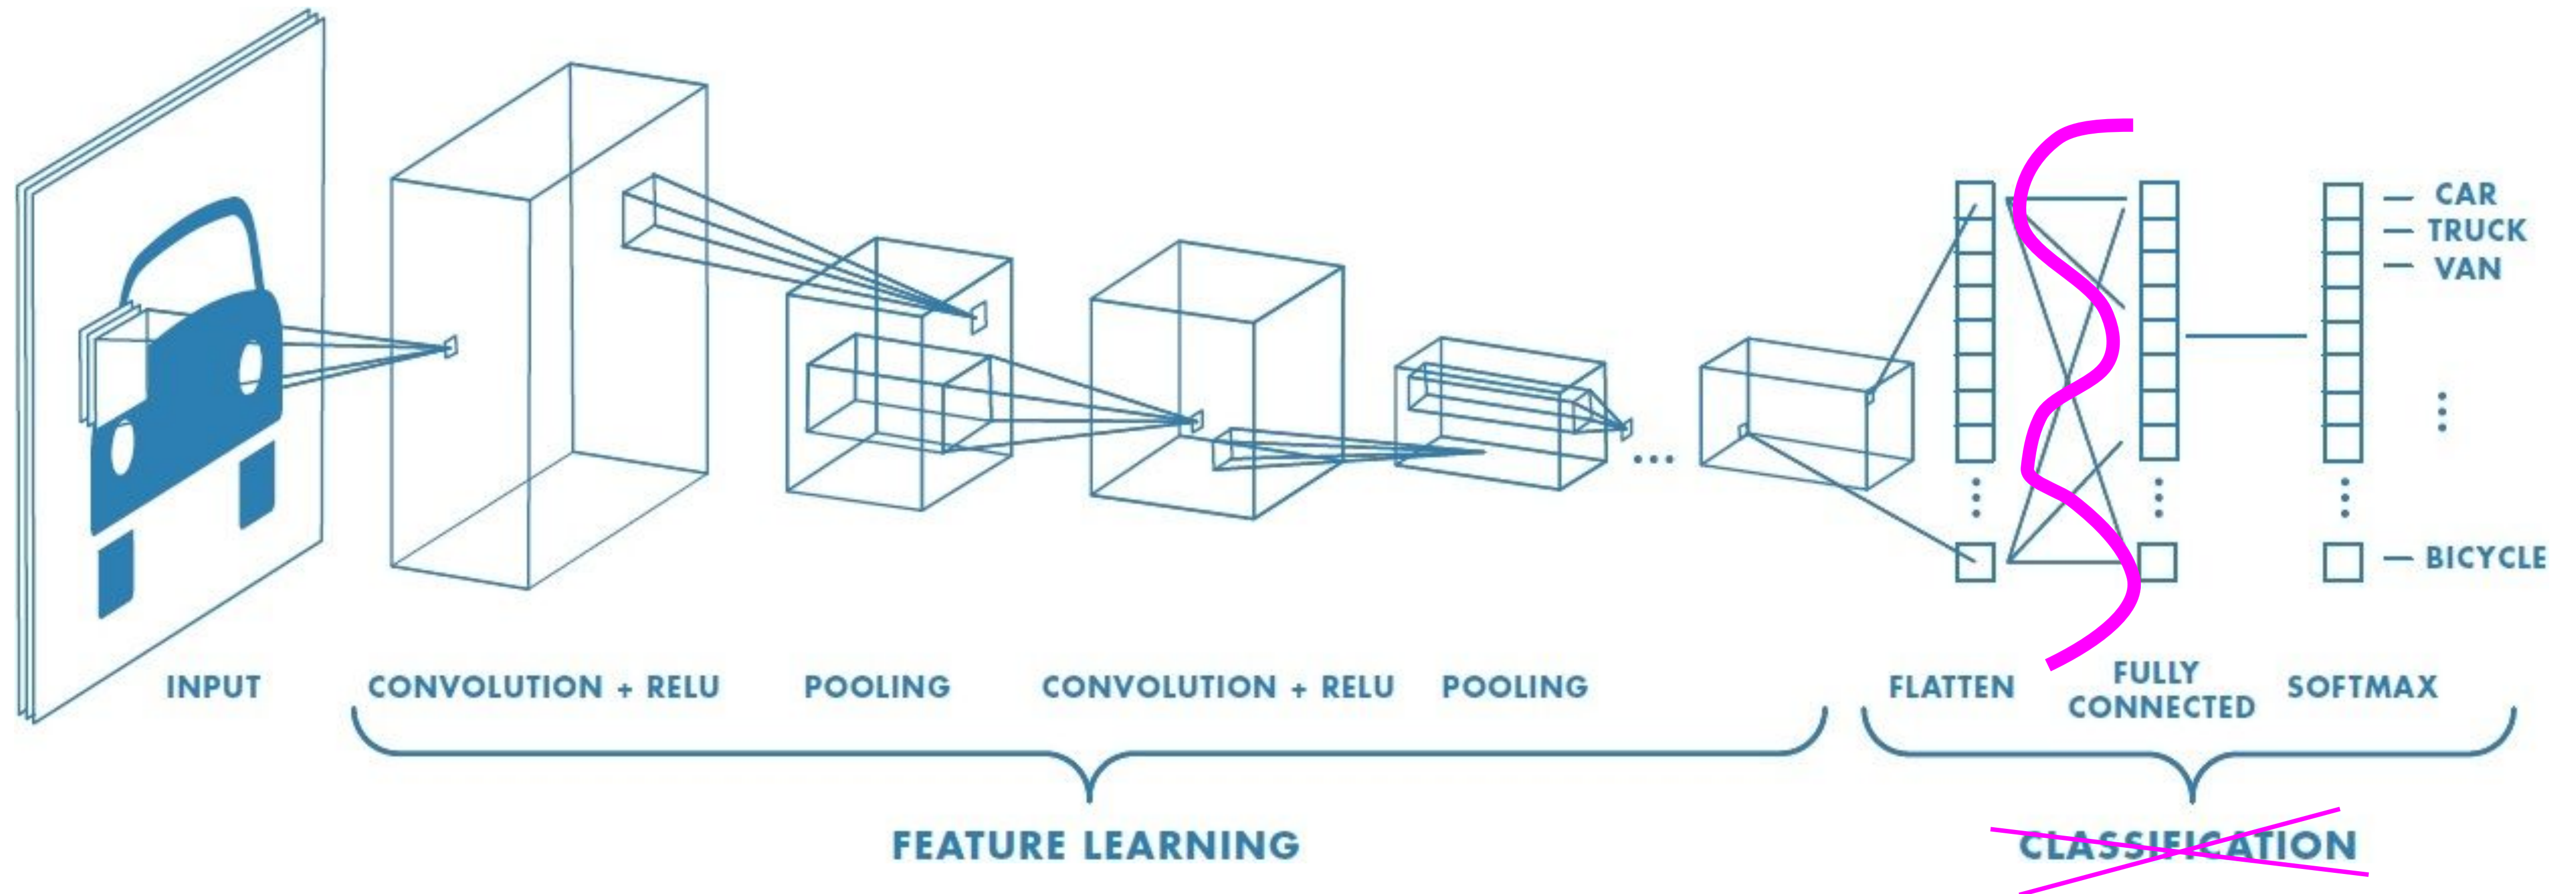 CAR
TRUCK
VAN
BICYCLE
INPUT
CONVOLUTION + RELU
POOLING
CONVOLUTION + RELU
POOLING
FLATTEN
FULLY
CONNECTED
SOFTMAX
FEATURE LEARNING
CLASSIFICATION